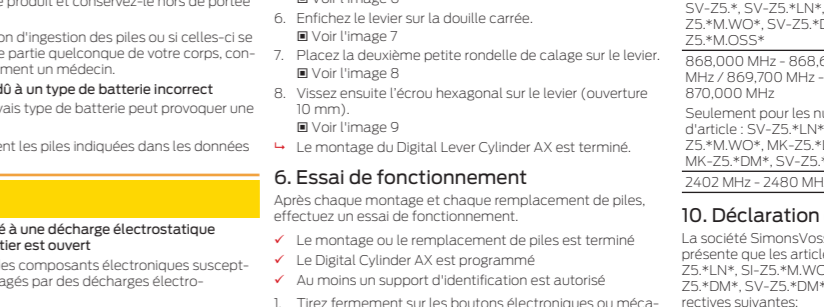 produit et conservez-le hors de portée
on d'ingestion des piles ou si celles-ci se
e partie quelconque de votre corps, con-
ment un médecin.
dû à un type de batterie incorrect
vais type de batterie peut provoquer une
ent les piles indiquées dans les données
é à une décharge électrostatique
tier est ouvert
es composants électroniques suscept-
agés par des décharges électro-
6. Enfichez le levier sur la douille carrée.
▣ Voir l'image 7
7. Placez la deuxième petite rondelle de calage sur le levier.
▣ Voir l'image 8
8. Vissez ensuite l'écrou hexagonal sur le levier (ouverture
10 mm).
▣ Voir l'image 9
↪ Le montage du Digital Lever Cylinder AX est terminé.
6. Essai de fonctionnement
Après chaque montage et chaque remplacement de piles,
effectuez un essai de fonctionnement.
✓ Le montage ou le remplacement de piles est terminé
✓ Le Digital Cylinder AX est programmé
✓ Au moins un support d'identification est autorisé
1. Tirez fermement sur les boutons électroniques ou méca-
SV-Z5.*, SV-Z5.*LN*,
Z5.*M.WO*, SV-Z5.*D
Z5.*M.OSS*
868,000 MHz - 868,6
MHz / 869,700 MHz -
870,000 MHz
Seulement pour les nu
d'article : SV-Z5.*LN*
Z5.*M.WO*, MK-Z5.*
MK-Z5.*DM*, SV-Z5.*
2402 MHz - 2480 MH
10. Déclaration
La société SimonsVoss
présente que les article
Z5.*LN*, SI-Z5.*M.WO
Z5.*DM*, SV-Z5.*DM*
rectives suivantes: